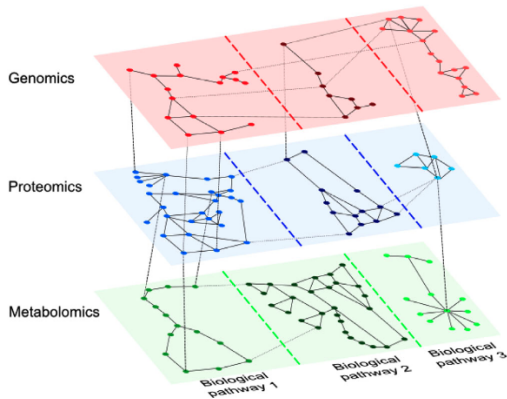 Genomics
Proteomics
Metabolomics
Biological
pathway 1
Biological
pathway 2
Biological
pathway 3